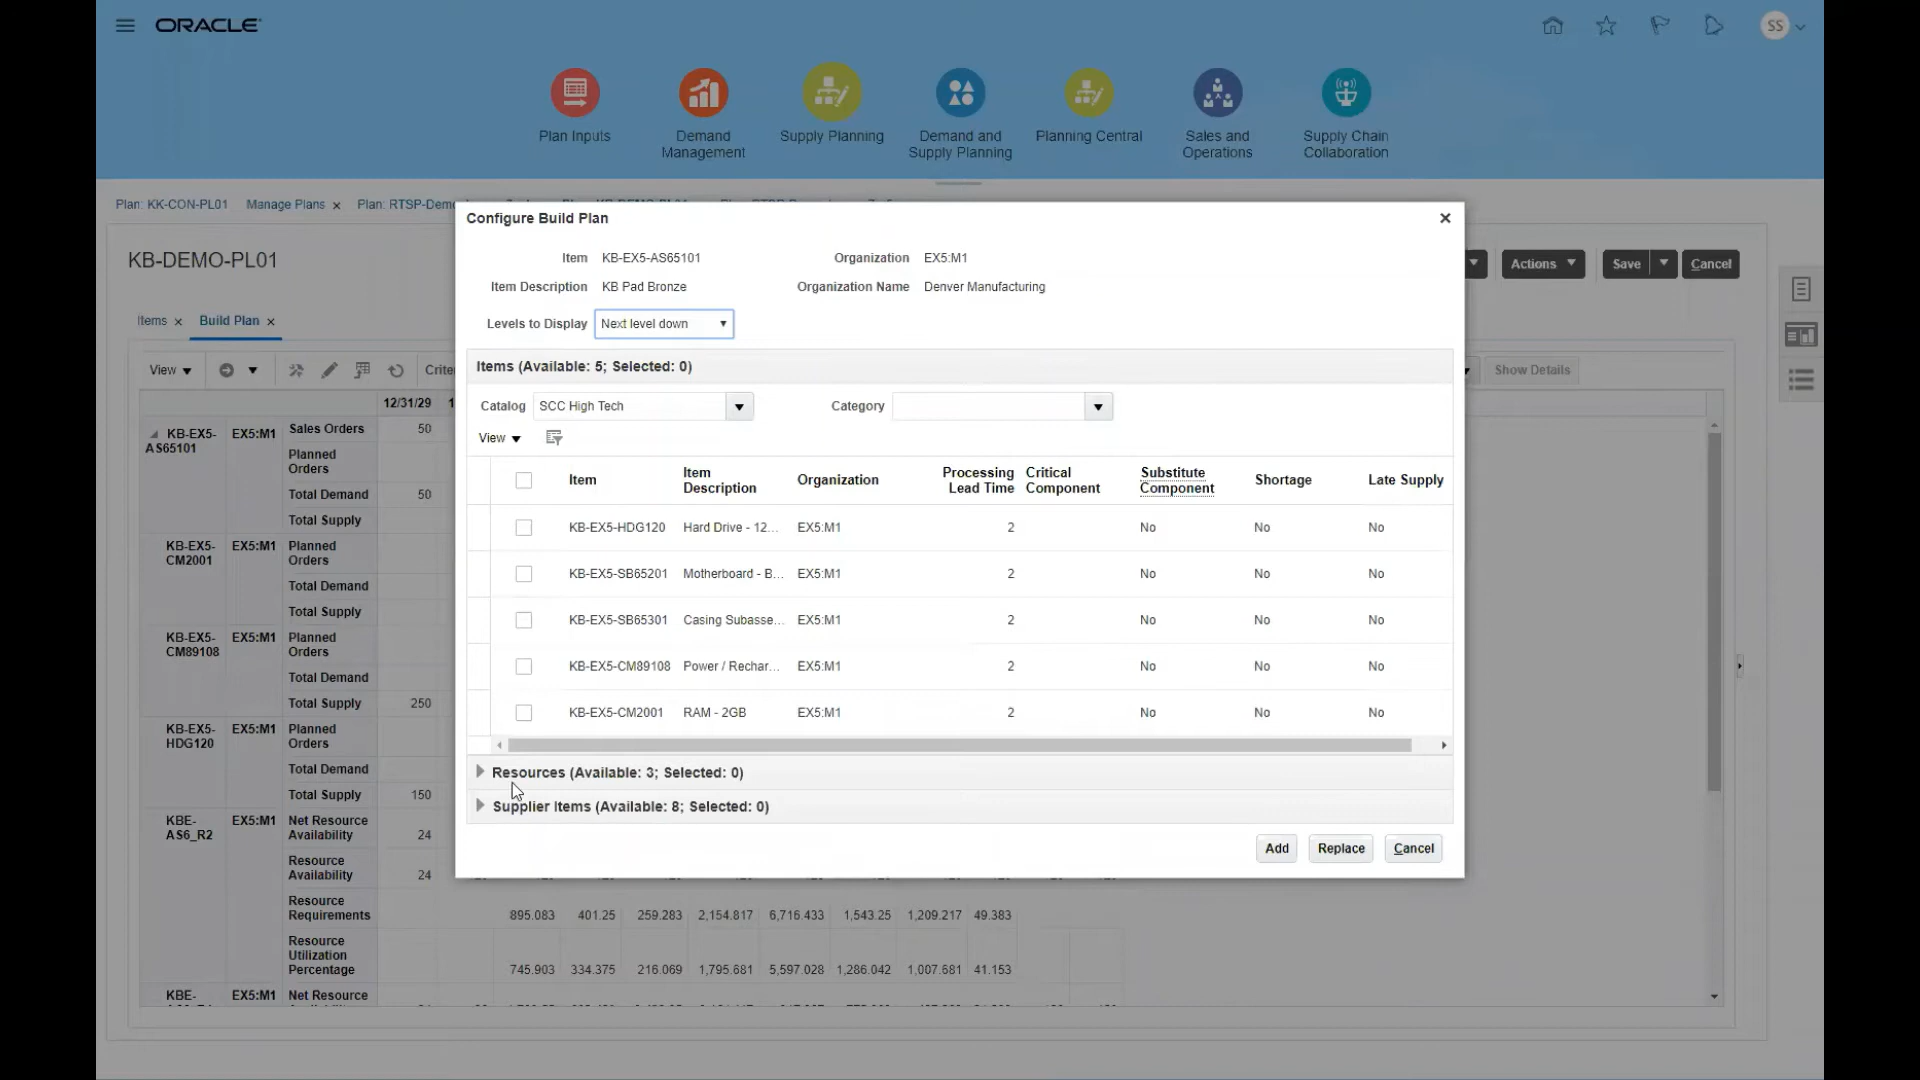 ORACLE
SS
Plan Inputs
Demand
Management
Supply Planning
Demand and
Supply Planning
Planning Central
Sales and
Operations
Supply Chain
Collaboration
Plan: KK-CON-PL01
Manage Plans
Plan: RTSP-Demo
KB-DEMO-PL01
Actions
Save
Cancel
Items
Build Plan
View
Show Details
12/31/29
KB-EX5-
AS65101
EX5:M1
Sales Orders
50
Planned
Orders
Total Demand
50
Total Supply
KB-EX5-
CM2001
EX5:M1
Planned
Orders
Total Demand
Total Supply
KB-EX5-
CM89108
EX5:M1
Planned
Orders
Total Demand
Total Supply
250
KB-EX5-
HDG120
EX5:M1
Planned
Orders
Total Demand
Total Supply
150
KBE-
AS6_R2
EX5:M1
Net Resource
Availability
24
Resource
Availability
24
Resource
Requirements
895.083 401.25 259.283 2,154.817 6,716.433 1,543.25 1,209.217 49.383
Resource
Utilization
Percentage
745.903 334.375 216.069 1,795.681 5,597.028 1,286.042 1,007.681 41.153
KBE-
EX5:M1
Net Resource
Configure Build Plan
Item KB-EX5-AS65101 Organization EX5:M1
Item Description KB Pad Bronze Organization Name Denver Manufacturing
Levels to Display Next level down
Items (Available: 5; Selected: 0)
Catalog SCC High Tech Category
View
Item
Item
Description
Organization
Processing
Lead Time
Critical
Component
Substitute
Component
Shortage
Late Supply
KB-EX5-HDG120 Hard Drive - 12... EX5:M1 2 No No No
KB-EX5-SB65201 Motherboard - B... EX5:M1 2 No No No
KB-EX5-SB65301 Casing Subasse... EX5:M1 2 No No No
KB-EX5-CM89108 Power / Rechar... EX5:M1 2 No No No
KB-EX5-CM2001 RAM - 2GB EX5:M1 2 No No No
Resources (Available: 3; Selected: 0)
Supplier Items (Available: 8; Selected: 0)
Add
Replace
Cancel